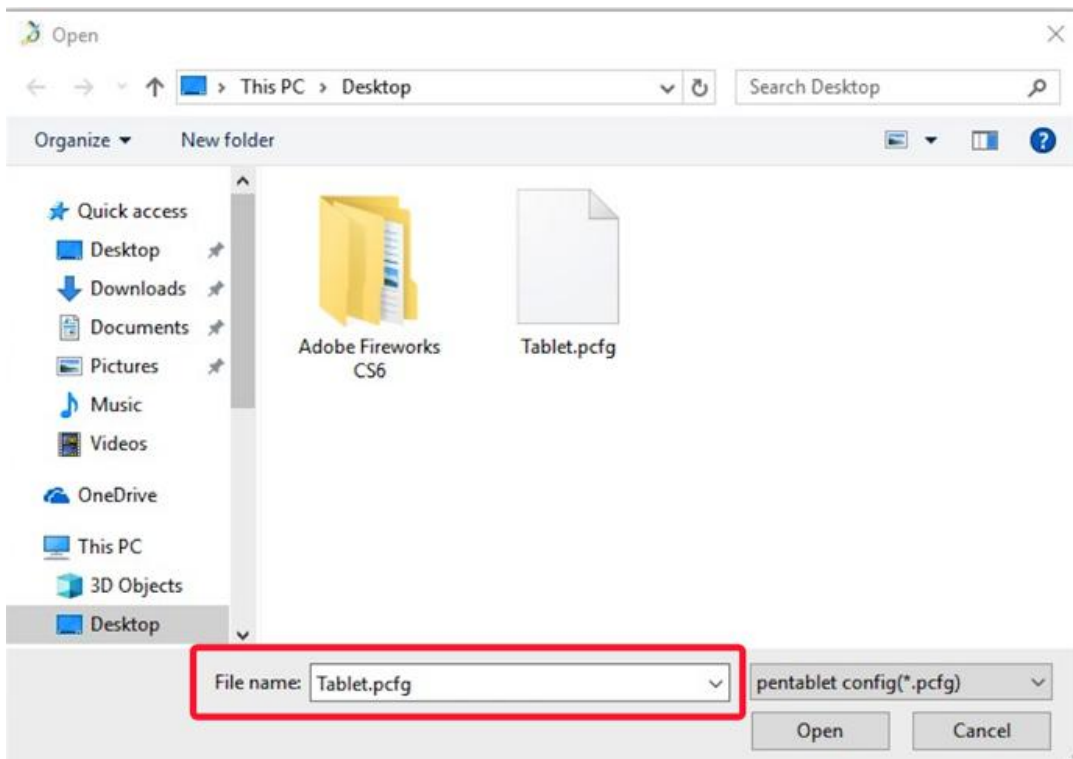 Open
This PC > Desktop
Search Desktop
Organize
New folder
Quick access
Desktop
Downloads
Documents
Pictures
Music
Videos
OneDrive
This PC
3D Objects
Desktop
Adobe Fireworks
CS6
Tablet.pcfg
File name: Tablet.pcfg
pentablet config(*.pcfg)
Open
Cancel